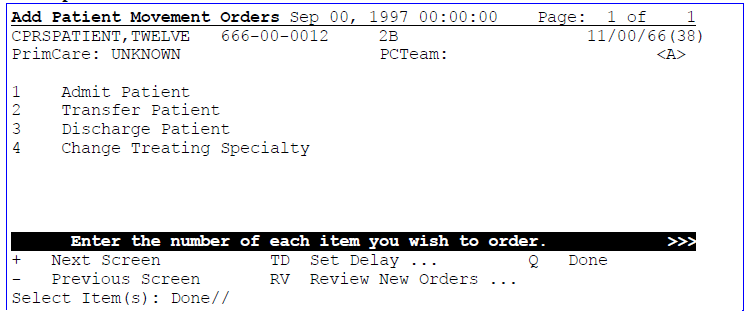 Add Patient Movement Orders Sep 00, 1997 00:00:00 Page: 1 of 1
CPRSPATIENT,TWELVE 666-00-0012 2B 11/00/66(38)
PrimCare: UNKNOWN PCTeam: <A>
1 Admit Patient
2 Transfer Patient
3 Discharge Patient
4 Change Treating Specialty
Enter the number of each item you wish to order. >>>
+ Next Screen TD Set Delay ... Q Done
- Previous Screen RV Review New Orders ...
Select Item(s): Done//